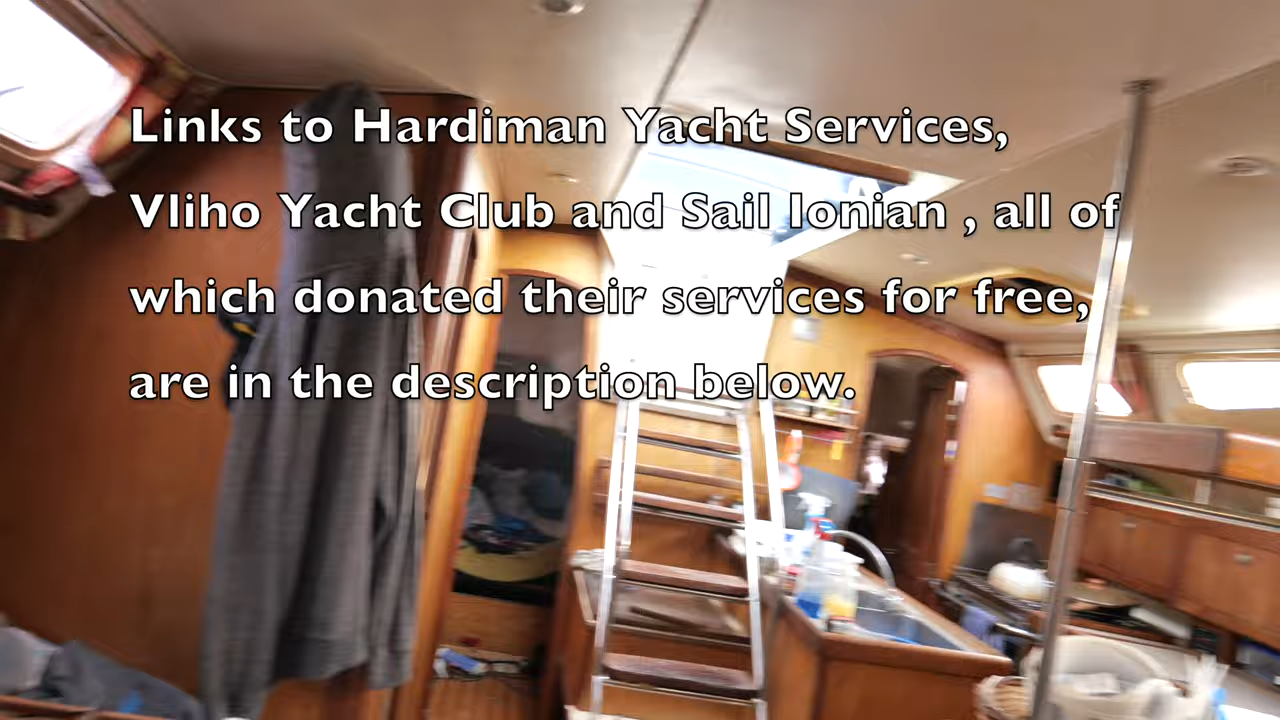 Links to Hardiman Yacht Services,
Vliho Yacht Club and Sail Ionian , all of
which donated their services for free,
are in the description below.